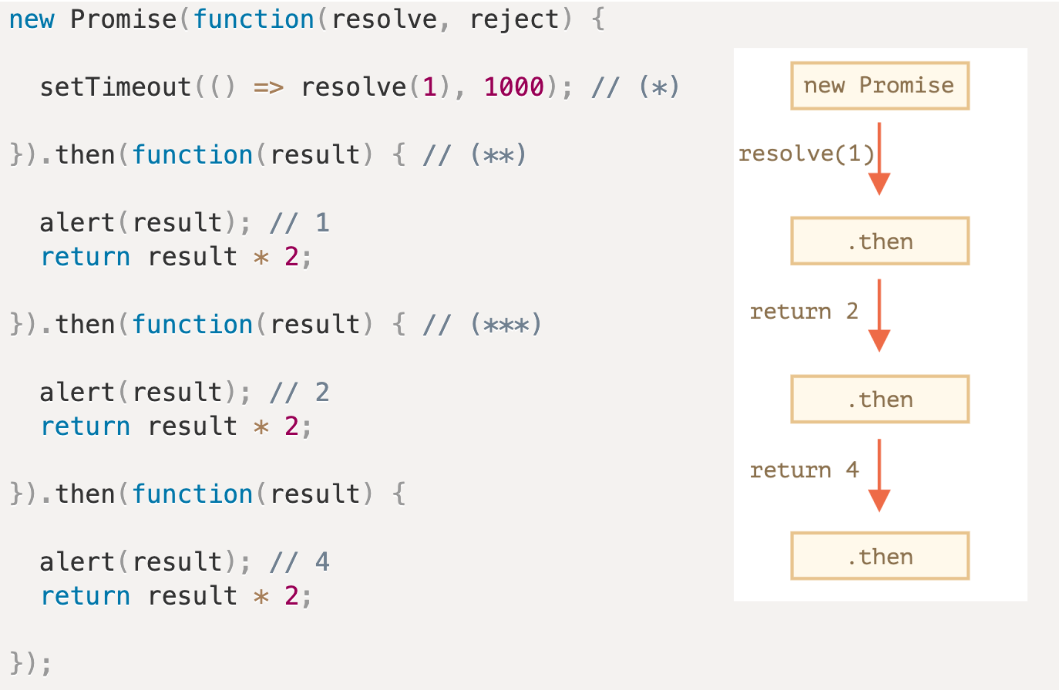 new Promise(function(resolve, reject) {
setTimeout(() => resolve(1), 1000); // (*)
}).then(function(result) { // (**)
alert(result); // 1
return result * 2;
}).then(function(result) { // (***)
alert(result); // 2
return result * 2;
}).then(function(result) {
alert(result); // 4
return result * 2;
});
new Promise
resolve(1)
.then
return 2
.then
return 4
.then